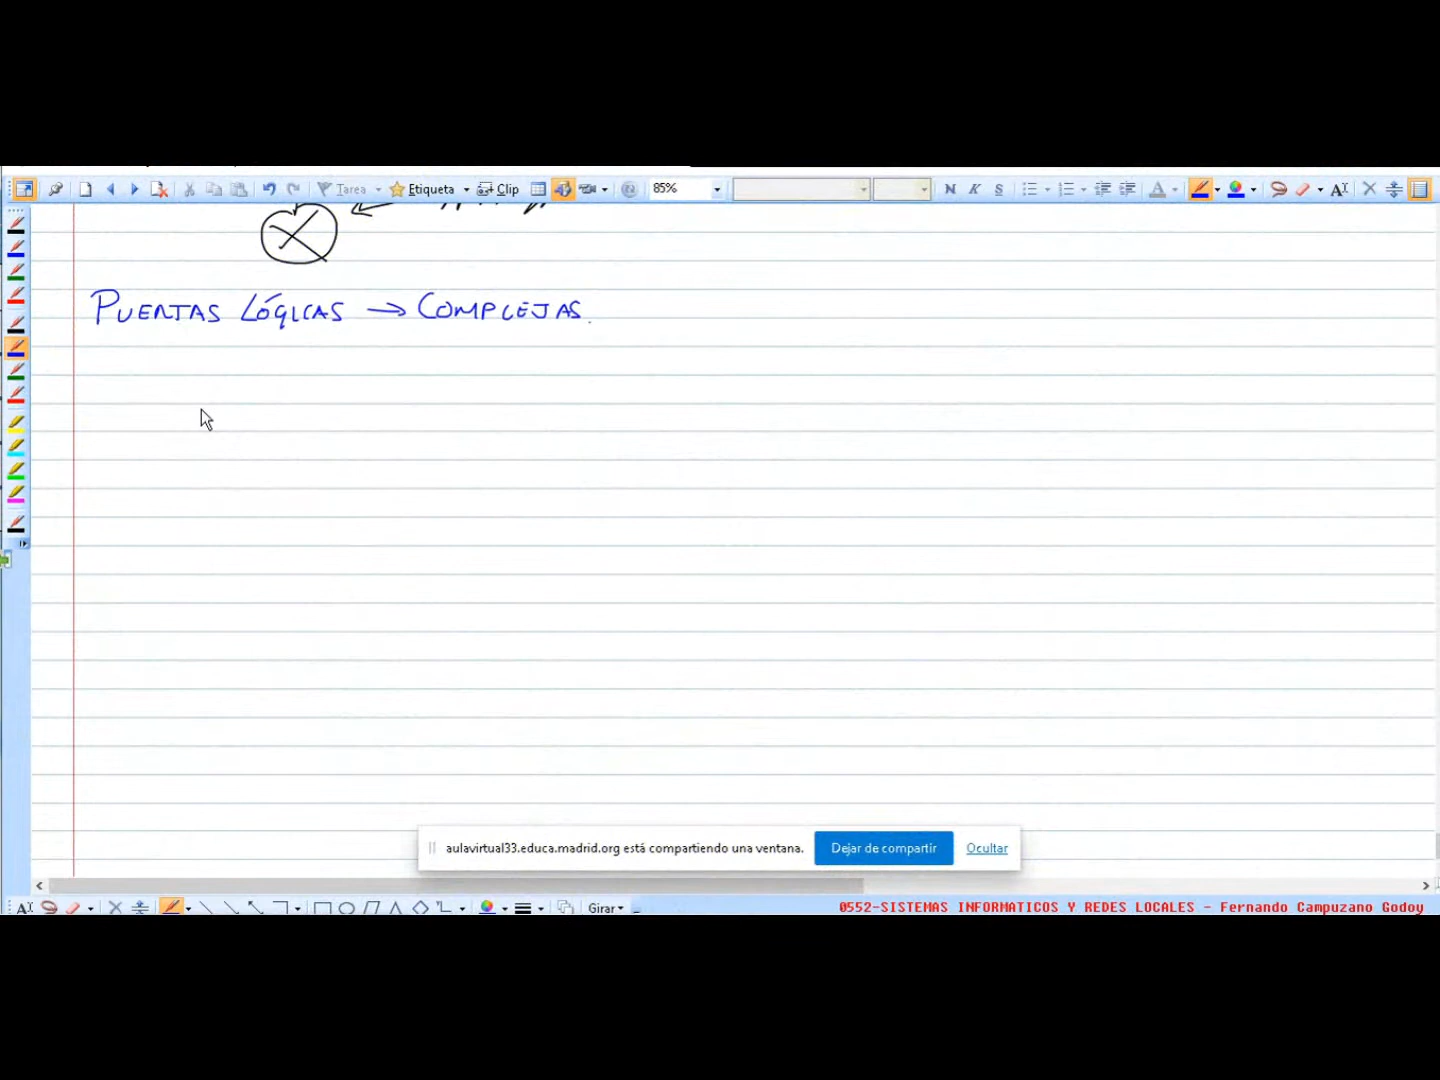 Tarea Etiqueta Clip 85% N K S A
PUERTAS LÓGICAS → COMPLEJAS.
aulavirtual33.educa.madrid.org está compartiendo una ventana. Dejar de compartir Ocultar
Girar
0552-SISTEMAS INFORMATICOS Y REDES LOCALES - Fernando Campuzano Godoy